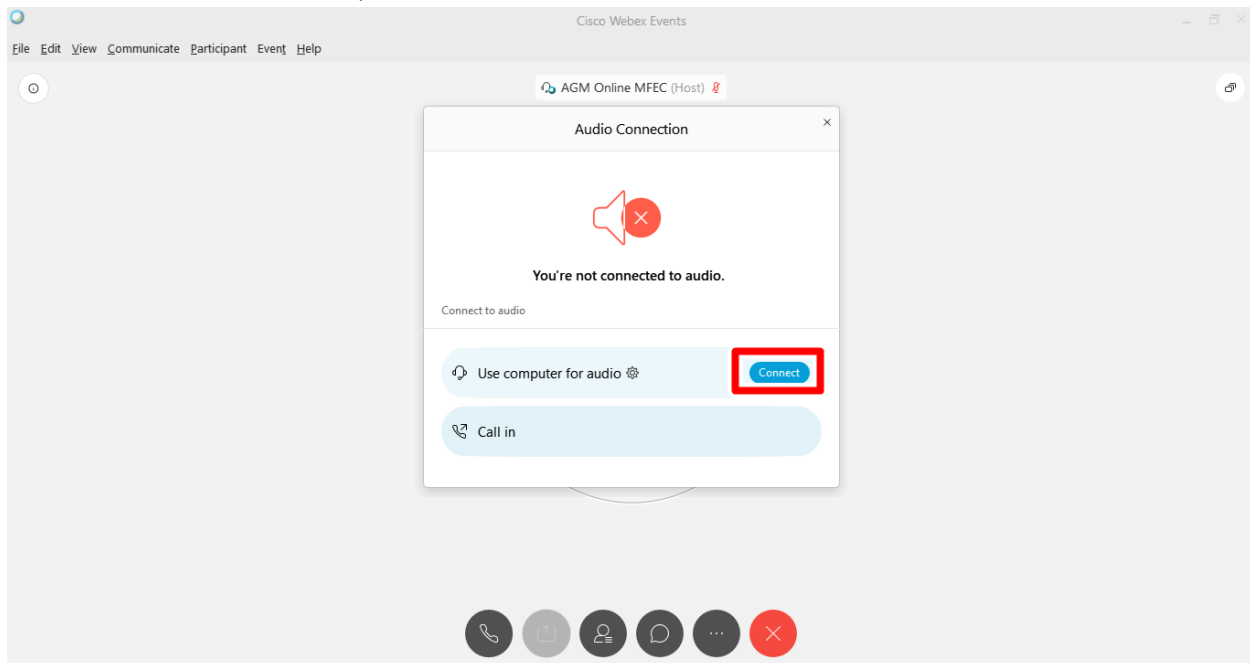 Cisco Webex Events
File Edit View Communicate Participant Event Help
AGM Online MFEC (Host)
Audio Connection
You're not connected to audio.
Connect to audio
Use computer for audio
Connect
Call in